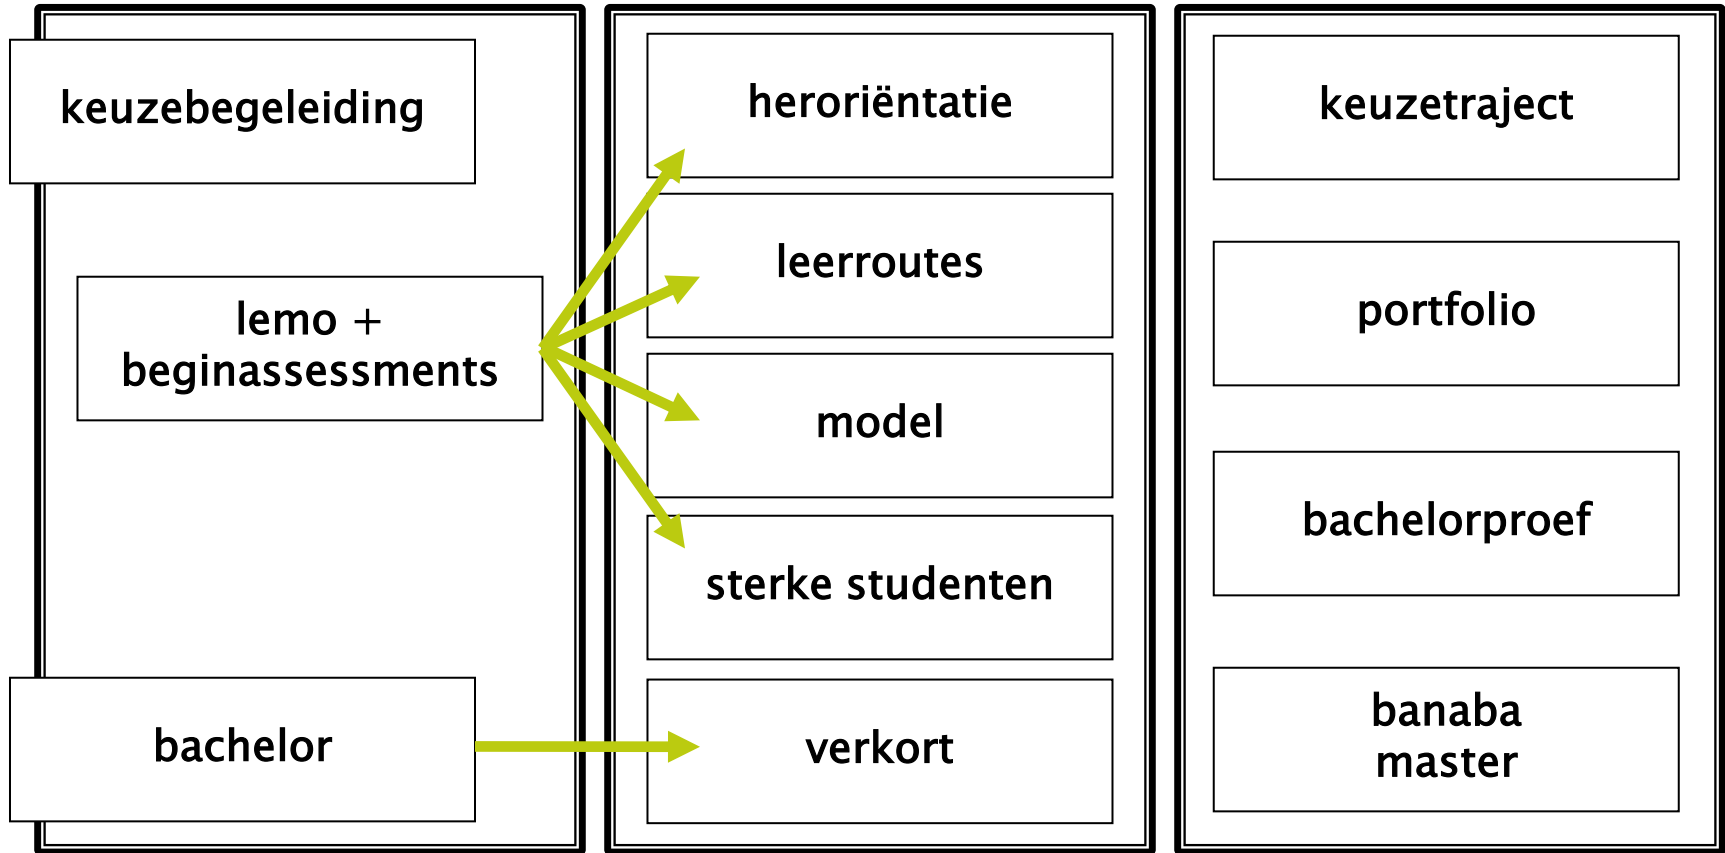 keuzebegeleiding
lemo +
beginassessments
bachelor
heroriëntatie
leerroutes
model
sterke studenten
verkort
keuzetraject
portfolio
bachelorproef
banaba
master